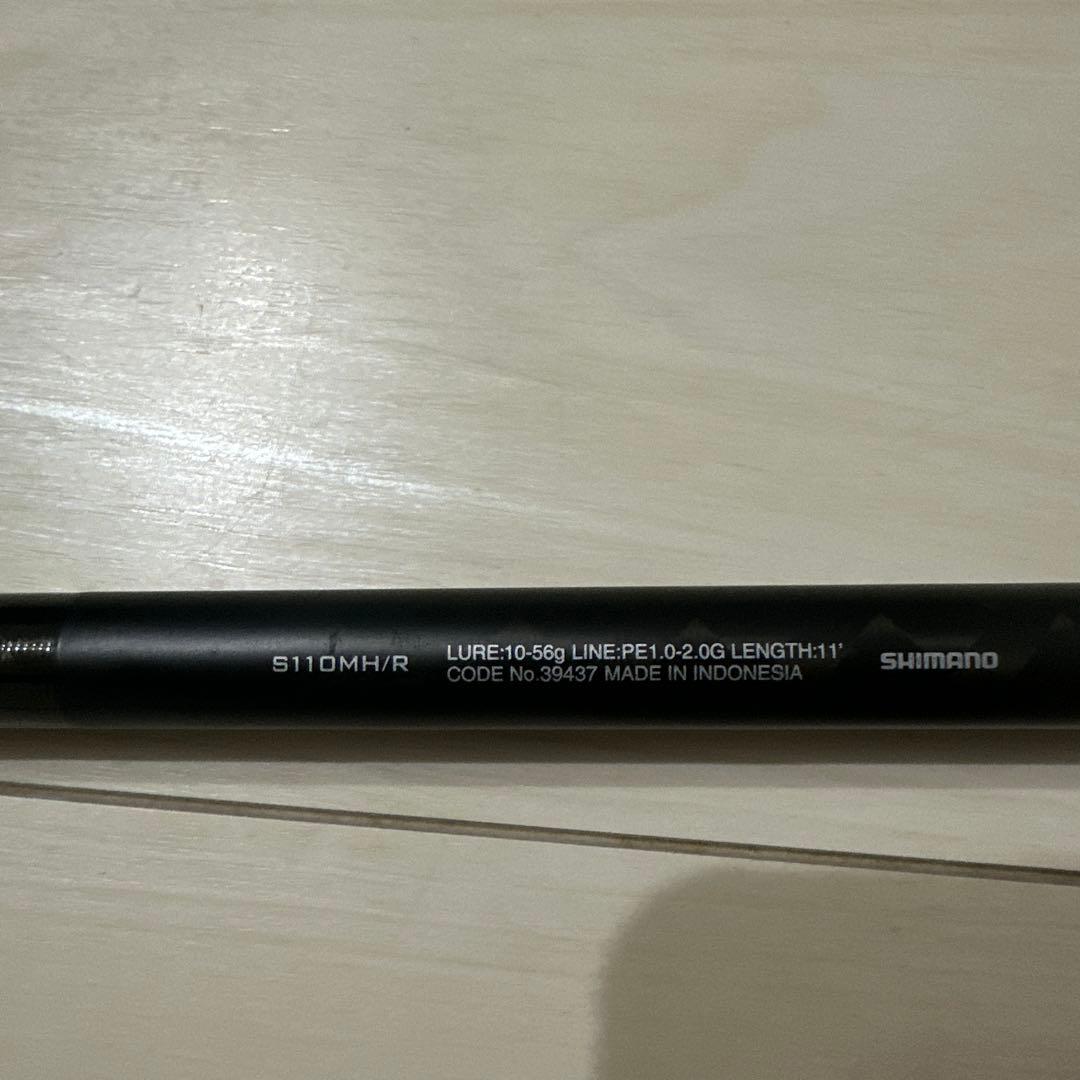 S110MH/R
LURE:10-56g LINE:PE1.0-2.0G LENGTH:11'
CODE No.39437 MADE IN INDONESIA
SHIMANO